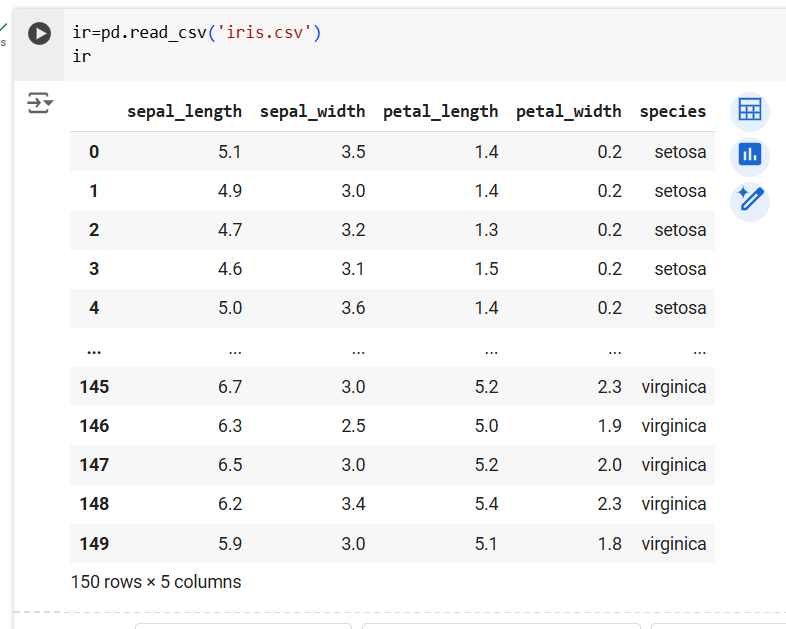 ir=pd.read_csv('iris.csv')
ir
s
sepal_length sepal_width petal_length petal_width species
0 5.1 3.5 1.4 0.2 setosa
1 4.9 3.0 1.4 0.2 setosa
2 4.7 3.2 1.3 0.2 setosa
3 4.6 3.1 1.5 0.2 setosa
4 5.0 3.6 1.4 0.2 setosa
... ... ... ... ... ...
145 6.7 3.0 5.2 2.3 virginica
146 6.3 2.5 5.0 1.9 virginica
147 6.5 3.0 5.2 2.0 virginica
148 6.2 3.4 5.4 2.3 virginica
149 5.9 3.0 5.1 1.8 virginica
150 rows × 5 columns